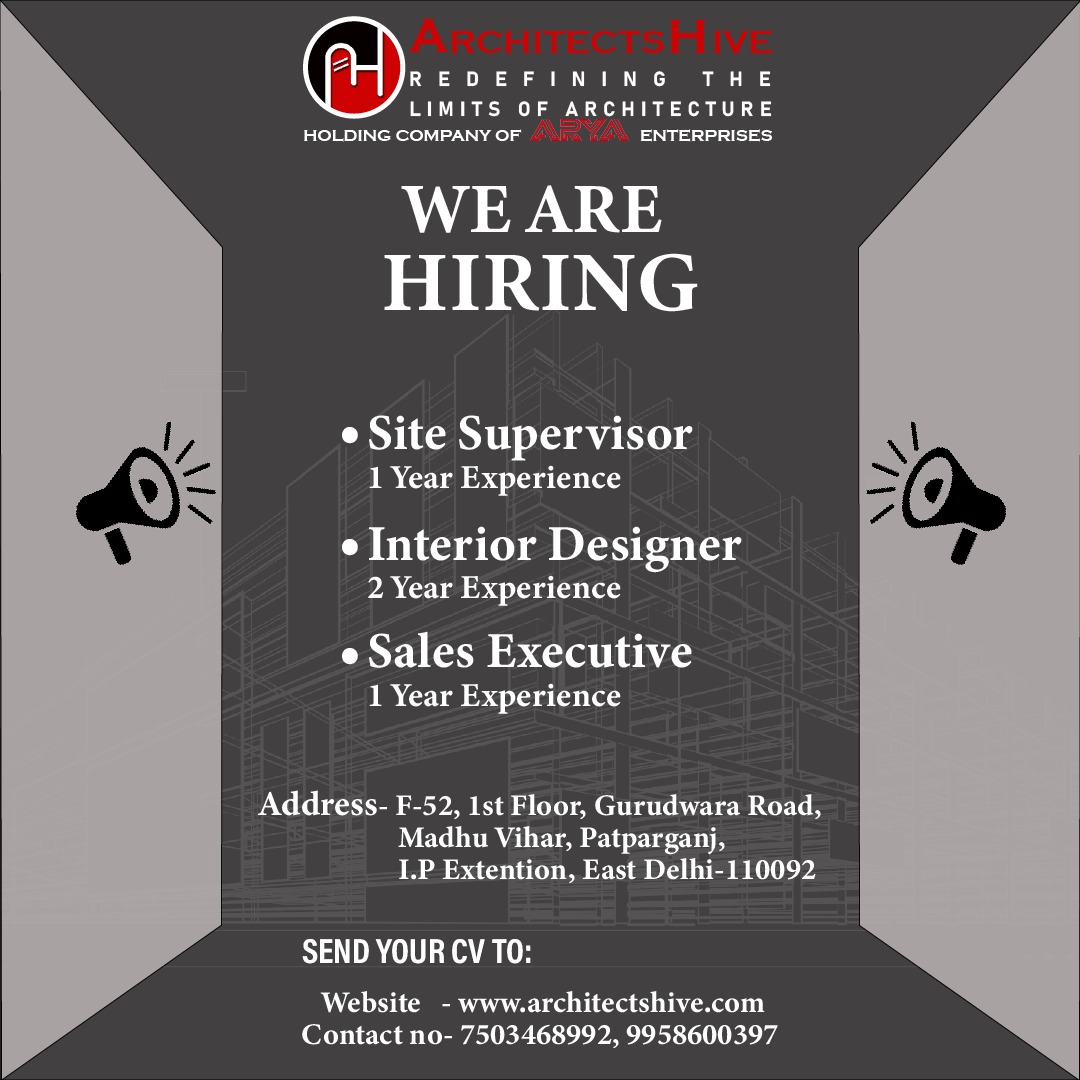 ARCHITECTSHIVE
REDEFINING THE
LIMITS OF ARCHITECTURE
HOLDING COMPANY OF ARYA ENTERPRISES
WE ARE
HIRING
• Site Supervisor
1 Year Experience
• Interior Designer
2 Year Experience
• Sales Executive
1 Year Experience
Address- F-52, 1st Floor, Gurudwara Road,
Madhu Vihar, Patparganj,
I.P Extention, East Delhi-110092
SEND YOUR CV TO:
Website - www.architectshive.com
Contact no- 7503468992, 9958600397